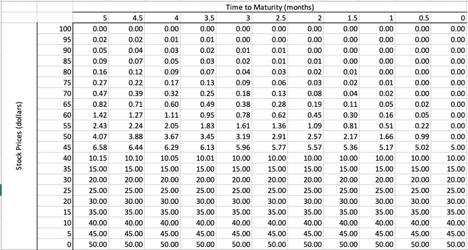 Time to Maturity (months)
5 4.5 4 3.5 3 2.5 2 1.5 1 0.5 0
100 0.00 0.00 0.00 0.00 0.00 0.00 0.00 0.00 0.00 0.00 0.00
95 0.02 0.02 0.01 0.01 0.00 0.00 0.00 0.00 0.00 0.00 0.00
90 0.05 0.04 0.03 0.02 0.01 0.01 0.00 0.00 0.00 0.00 0.00
85 0.09 0.07 0.05 0.03 0.02 0.01 0.01 0.00 0.00 0.00 0.00
80 0.16 0.12 0.09 0.07 0.04 0.03 0.02 0.01 0.00 0.00 0.00
75 0.27 0.22 0.17 0.13 0.09 0.06 0.03 0.02 0.01 0.00 0.00
70 0.47 0.39 0.32 0.25 0.18 0.13 0.08 0.04 0.02 0.00 0.00
65 0.82 0.71 0.60 0.49 0.38 0.28 0.19 0.11 0.05 0.02 0.00
60 1.42 1.27 1.11 0.95 0.78 0.62 0.45 0.30 0.16 0.05 0.00
55 2.43 2.24 2.05 1.83 1.61 1.36 1.09 0.81 0.51 0.22 0.00
50 4.07 3.88 3.67 3.45 3.19 2.91 2.57 2.17 1.66 0.99 0.00
45 6.58 6.44 6.29 6.13 5.96 5.77 5.57 5.36 5.17 5.02 5.00
40 10.15 10.10 10.05 10.01 10.00 10.00 10.00 10.00 10.00 10.00 10.00
35 15.00 15.00 15.00 15.00 15.00 15.00 15.00 15.00 15.00 15.00 15.00
30 20.00 20.00 20.00 20.00 20.00 20.00 20.00 20.00 20.00 20.00 20.00
25 25.00 25.00 25.00 25.00 25.00 25.00 25.00 25.00 25.00 25.00 25.00
20 30.00 30.00 30.00 30.00 30.00 30.00 30.00 30.00 30.00 30.00 30.00
15 35.00 35.00 35.00 35.00 35.00 35.00 35.00 35.00 35.00 35.00 35.00
10 40.00 40.00 40.00 40.00 40.00 40.00 40.00 40.00 40.00 40.00 40.00
5 45.00 45.00 45.00 45.00 45.00 45.00 45.00 45.00 45.00 45.00 45.00
0 50.00 50.00 50.00 50.00 50.00 50.00 50.00 50.00 50.00 50.00 50.00
Stock Prices (dollars)